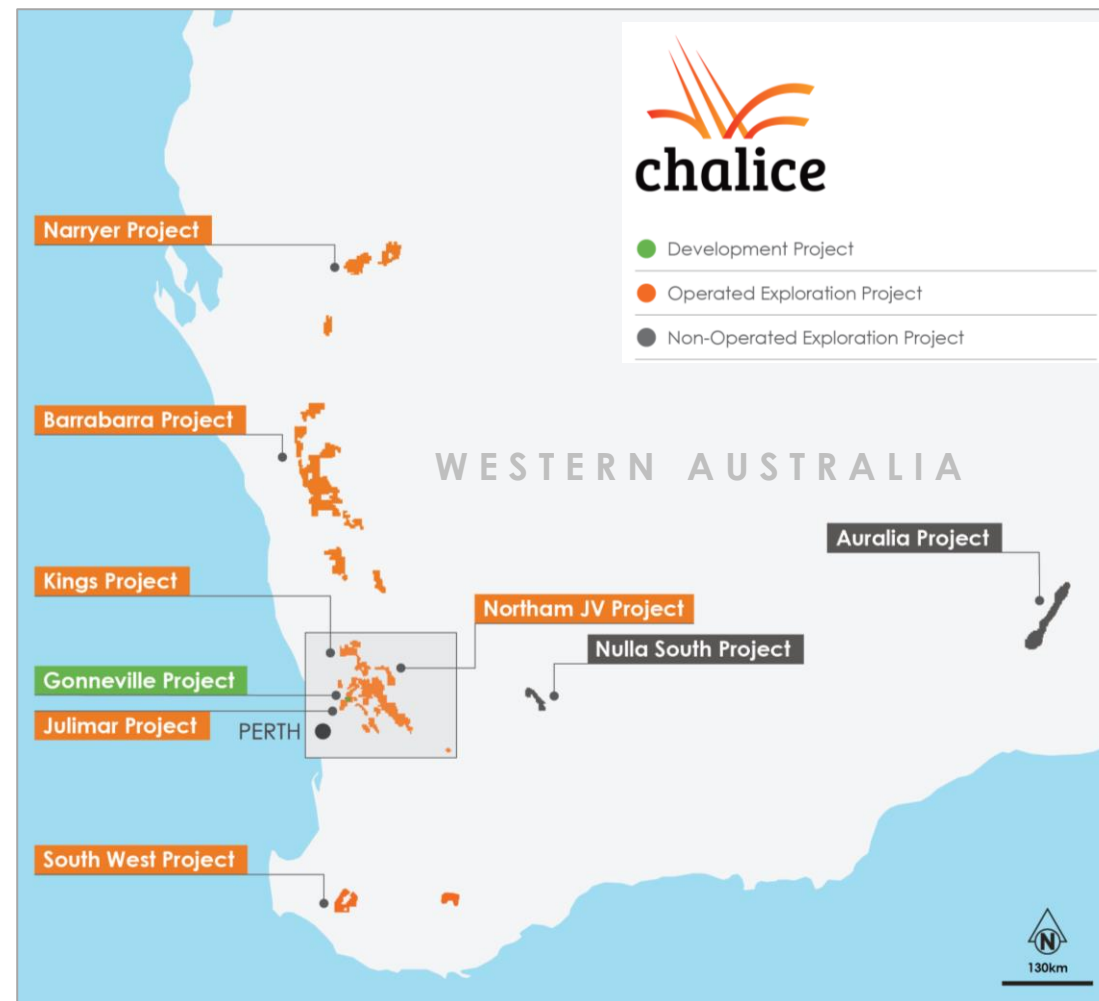 chalice
Development Project
Operated Exploration Project
Non-Operated Exploration Project
Narryer Project
Barrabarra Project
WESTERN AUSTRALIA
Auralia Project
Kings Project
Northam JV Project
Nulla South Project
Gonneville Project
Julimar Project
PERTH
South West Project
N
130km